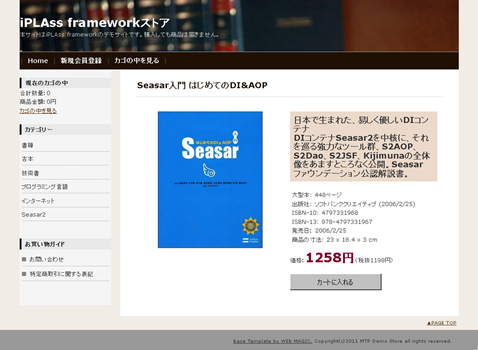 iPLAss frameworkストア
本サイトはiPLAss frameworkのデモサイトです。購入しても商品は届きません。
Home
新規会員登録
カゴの中を見る
現在のカゴの中
合計数量: 0
商品金額: 0円
カゴの中を見る
カテゴリー
書籍
古本
技術書
プログラミング言語
インターネット
Seasar2
お買い物ガイド
お問い合わせ
特定商取引に関する表記
Seasar入門 はじめてのDI&AOP
はじめてのDI&AOP
Seasar
日本で生まれた、易しく優しいDIコン
テナ
DIコンテナSeasar2を中核に、それ
を巡る強力なツール群、S2AOP、
S2Dao、S2JSF、Kijimunaの全体
像をあますところなく公開。Seasar
ファウンデーション公認解説書。
大型本: 448ページ
出版社: ソフトバンククリエイティブ (2006/2/25)
ISBN-10: 4797331968
ISBN-13: 978-4797331967
発売日: 2006/2/25
商品の寸法: 23 x 18.4 x 3 cm
価格: 1258円 (税抜1198円)
カートに入れる
▲PAGE TOP
Base Template by WEB MAGIC. Copyright(c)2011 MTP Demo Store all rights reserved.